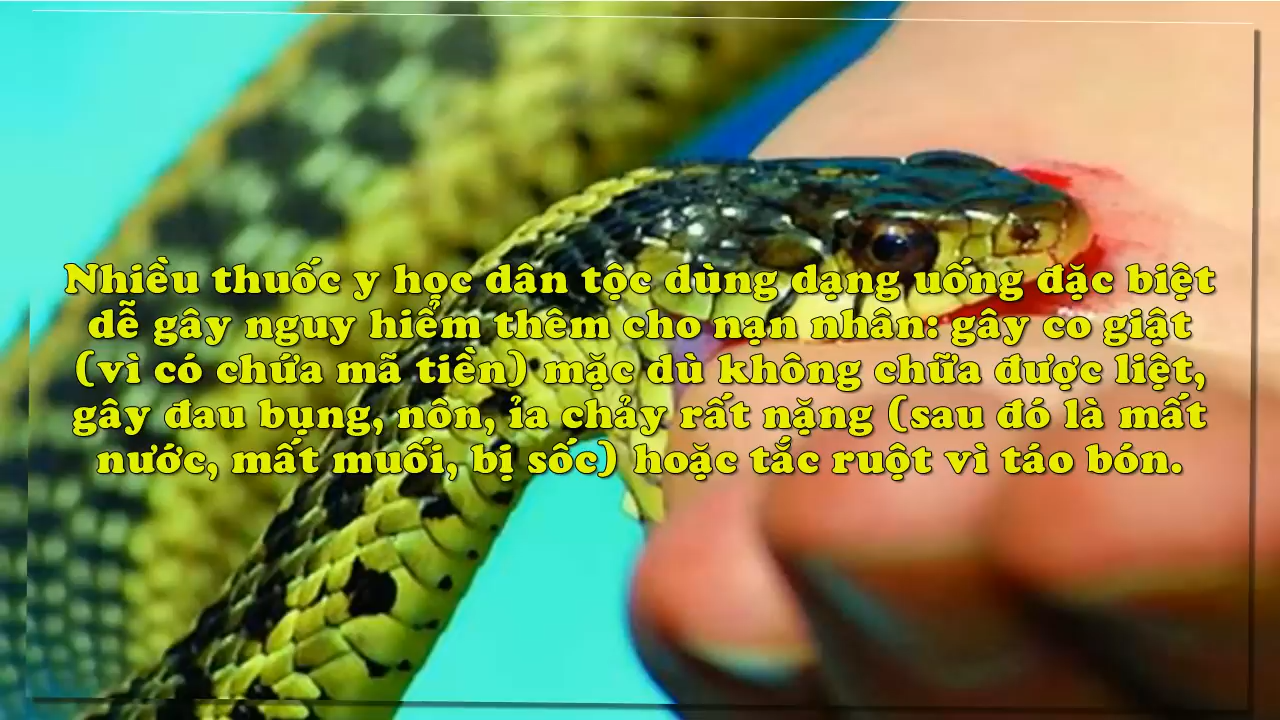 Nhiều thuốc y học dân tộc dùng dạng uống đặc biệt
dễ gây nguy hiểm thêm cho nạn nhân: gây co giật
(vì có chứa mã tiền) mặc dù không chữa được liệt,
gây đau bụng, nôn, ỉa chảy rất nặng (sau đó là mất
nước, mất muối, bị sốc) hoặc tắc ruột vì táo bón.